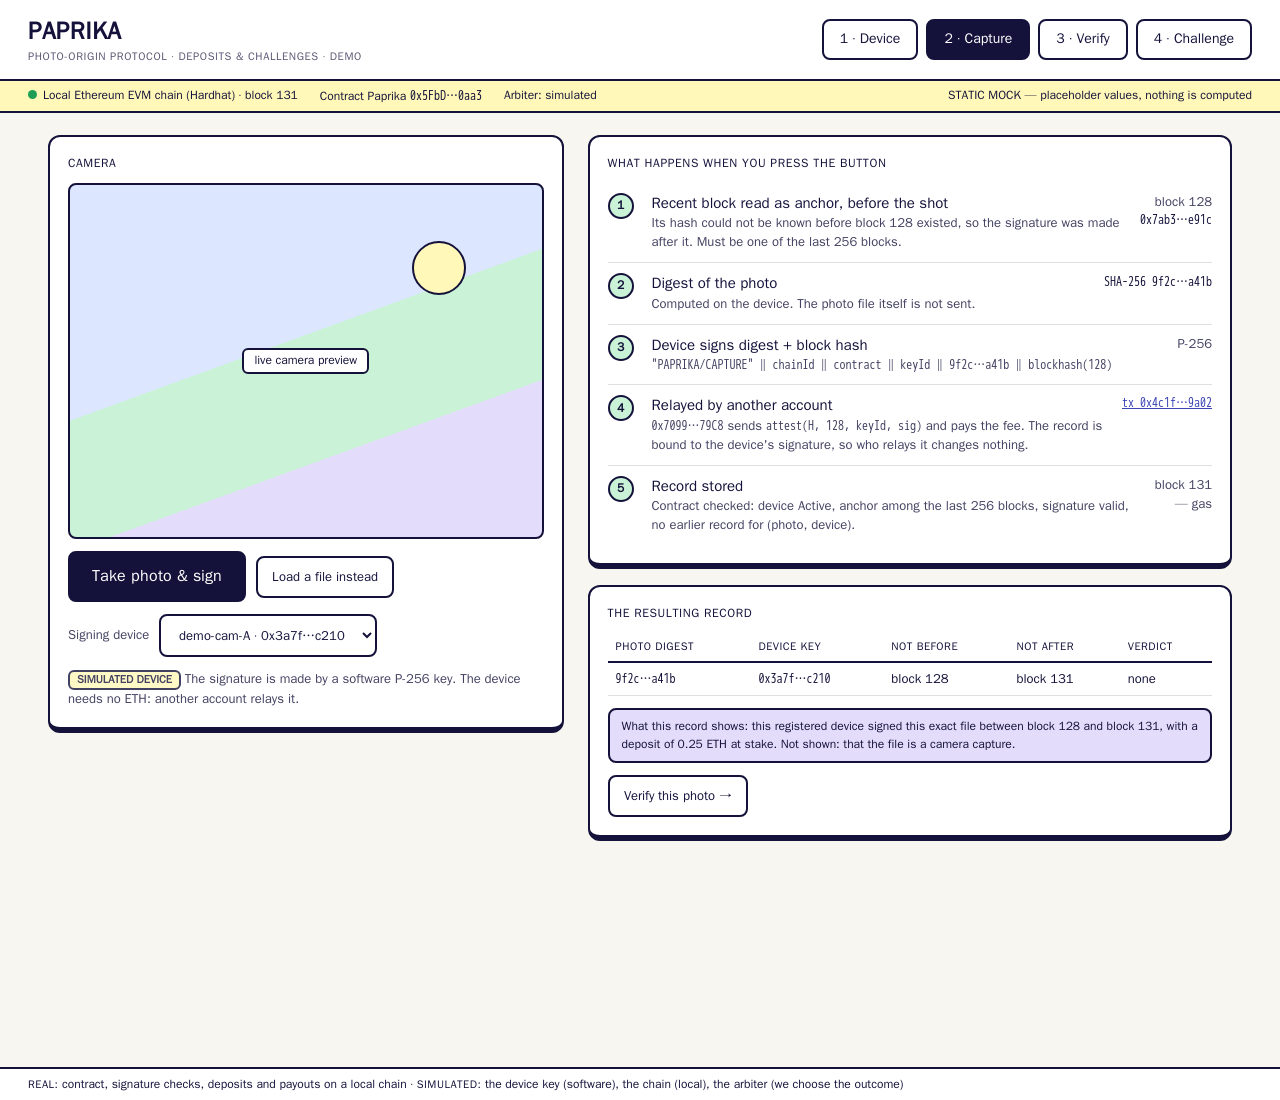 PAPRIKA
PHOTO-ORIGIN PROTOCOL · DEPOSITS & CHALLENGES · DEMO
1 · Device
2 · Capture
3 · Verify
4 · Challenge
Local Ethereum EVM chain (Hardhat) · block 131
Contract Paprika 0x5FbD···0aa3
Arbiter: simulated
STATIC MOCK — placeholder values, nothing is computed
CAMERA
live camera preview
Take photo & sign
Load a file instead
Signing device
demo-cam-A · 0x3a7f···c210
SIMULATED DEVICE The signature is made by a software P-256 key. The device
needs no ETH: another account relays it.
WHAT HAPPENS WHEN YOU PRESS THE BUTTON
1
Recent block read as anchor, before the shot
Its hash could not be known before block 128 existed, so the signature was made
after it. Must be one of the last 256 blocks.
block 128
0x7ab3···e91c
2
Digest of the photo
Computed on the device. The photo file itself is not sent.
SHA-256 9f2c···a41b
3
Device signs digest + block hash
"PAPRIKA/CAPTURE" ‖ chainId ‖ contract ‖ keyId ‖ 9f2c···a41b ‖ blockhash(128)
P-256
4
Relayed by another account
0x7099···79C8 sends attest(H, 128, keyId, sig) and pays the fee. The record is
bound to the device's signature, so who relays it changes nothing.
tx 0x4c1f···9a02
5
Record stored
Contract checked: device Active, anchor among the last 256 blocks, signature valid,
no earlier record for (photo, device).
block 131
— gas
THE RESULTING RECORD
PHOTO DIGEST DEVICE KEY NOT BEFORE NOT AFTER VERDICT
9f2c···a41b 0x3a7f···c210 block 128 block 131 none
What this record shows: this registered device signed this exact file between block 128 and block 131, with a
deposit of 0.25 ETH at stake. Not shown: that the file is a camera capture.
Verify this photo →
REAL: contract, signature checks, deposits and payouts on a local chain · SIMULATED: the device key (software), the chain (local), the arbiter (we choose the outcome)